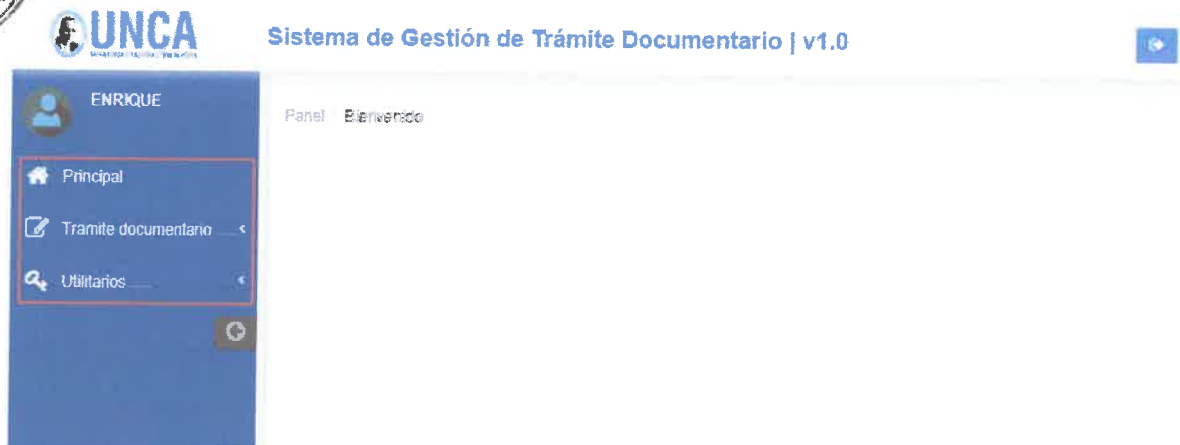 UNCA
Sistema de Gestión de Trámite Documentario | v1.0
ENRIQUE
Panel Bienvenido
Principal
Tramite documentario
Utilitarios